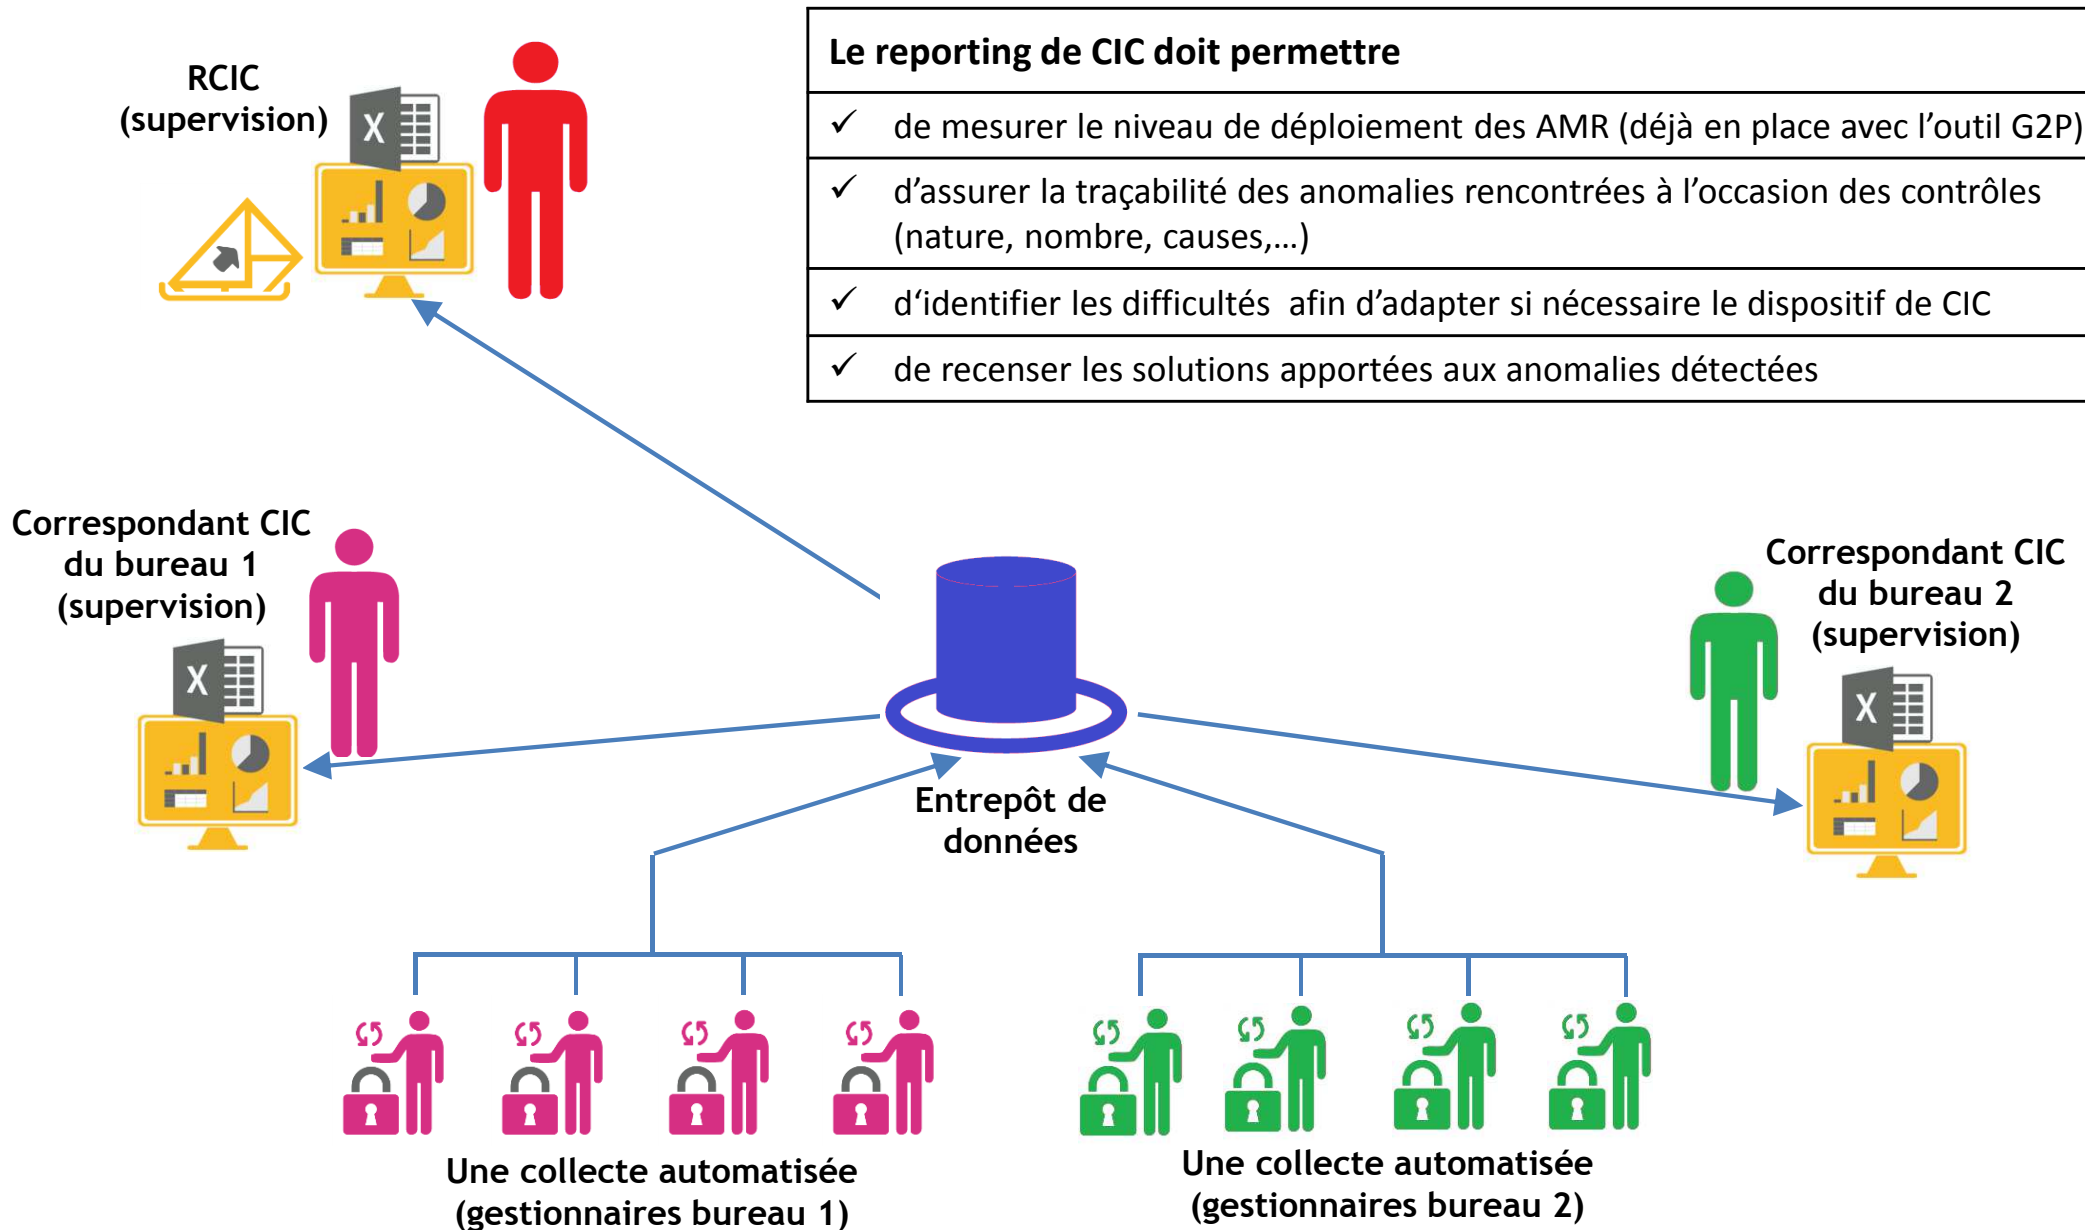 RCIC
(supervision)
X
Le reporting de CIC doit permettre
✓ de mesurer le niveau de déploiement des AMR (déjà en place avec l’outil G2P)
✓ d’assurer la traçabilité des anomalies rencontrées à l’occasion des contrôles
(nature, nombre, causes,…)
✓ d‘identifier les difficultés  afin d’adapter si nécessaire le dispositif de CIC
✓ de recenser les solutions apportées aux anomalies détectées
Correspondant CIC
du bureau 1
(supervision)
X
Correspondant CIC
du bureau 2
(supervision)
X
Entrepôt de
données
Une collecte automatisée
(gestionnaires bureau 1)
Une collecte automatisée
(gestionnaires bureau 2)